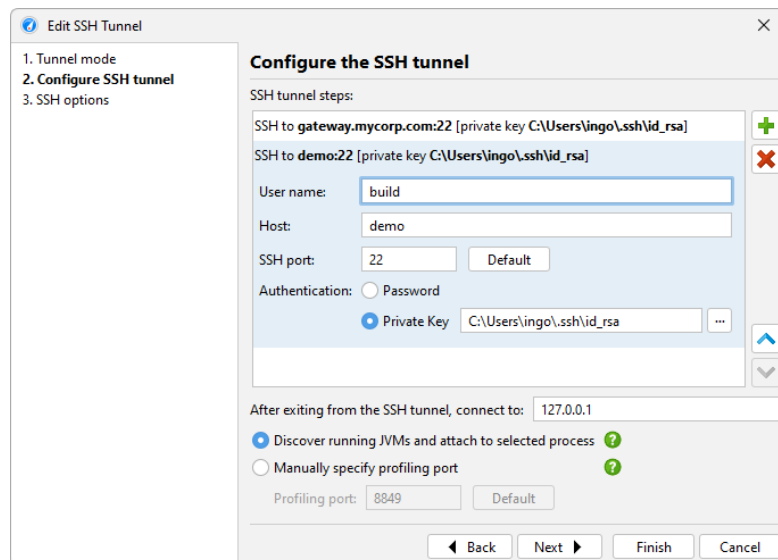 Edit SSH Tunnel
1. Tunnel mode
2. Configure SSH tunnel
3. SSH options
Configure the SSH tunnel
SSH tunnel steps:
SSH to gateway.mycorp.com:22 [private key C:\Users\ingo\.ssh\id_rsa]
SSH to demo:22 [private key C:\Users\ingo\.ssh\id_rsa]
User name: build
Host: demo
SSH port: 22 Default
Authentication: Password
Private Key C:\Users\ingo\.ssh\id_rsa ...
After exiting from the SSH tunnel, connect to: 127.0.0.1
Discover running JVMs and attach to selected process ?
Manually specify profiling port ?
Profiling port: 8849 Default
Back Next Finish Cancel